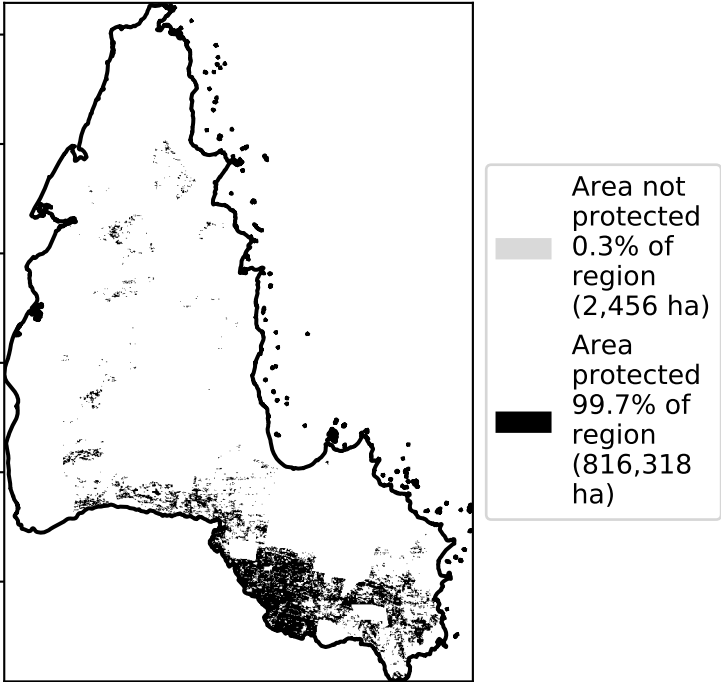 Area not
protected
0.3% of
region
(2,456 ha)
Area
protected
99.7% of
region
(816,318
ha)